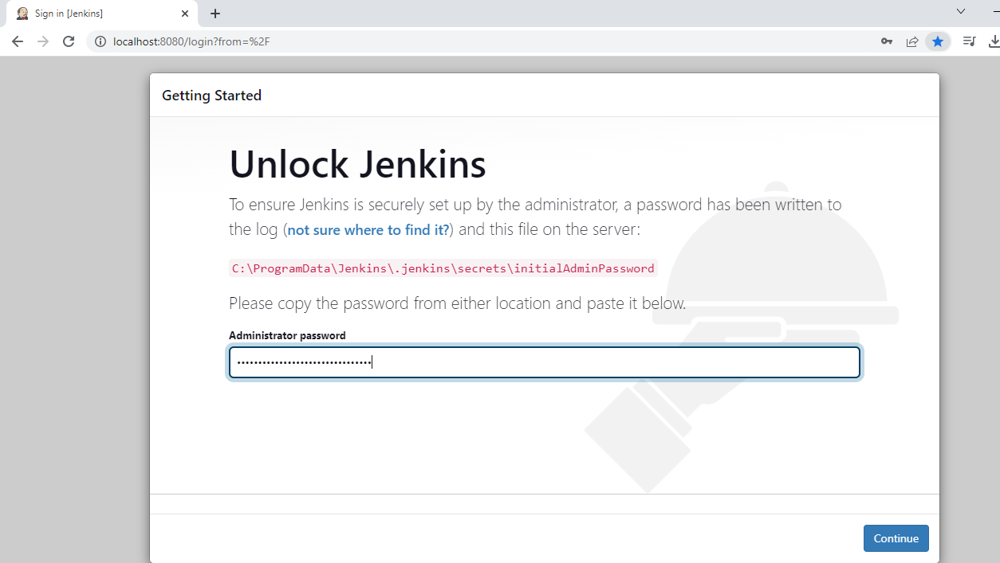 Sign in [Jenkins]
localhost:8080/login?from=%2F
Getting Started
Unlock Jenkins
To ensure Jenkins is securely set up by the administrator, a password has been written to
the log (not sure where to find it?) and this file on the server:
C:\ProgramData\Jenkins\.jenkins\secrets\initialAdminPassword
Please copy the password from either location and paste it below.
Administrator password
••••••••••••••••••••••••••••••••
Continue